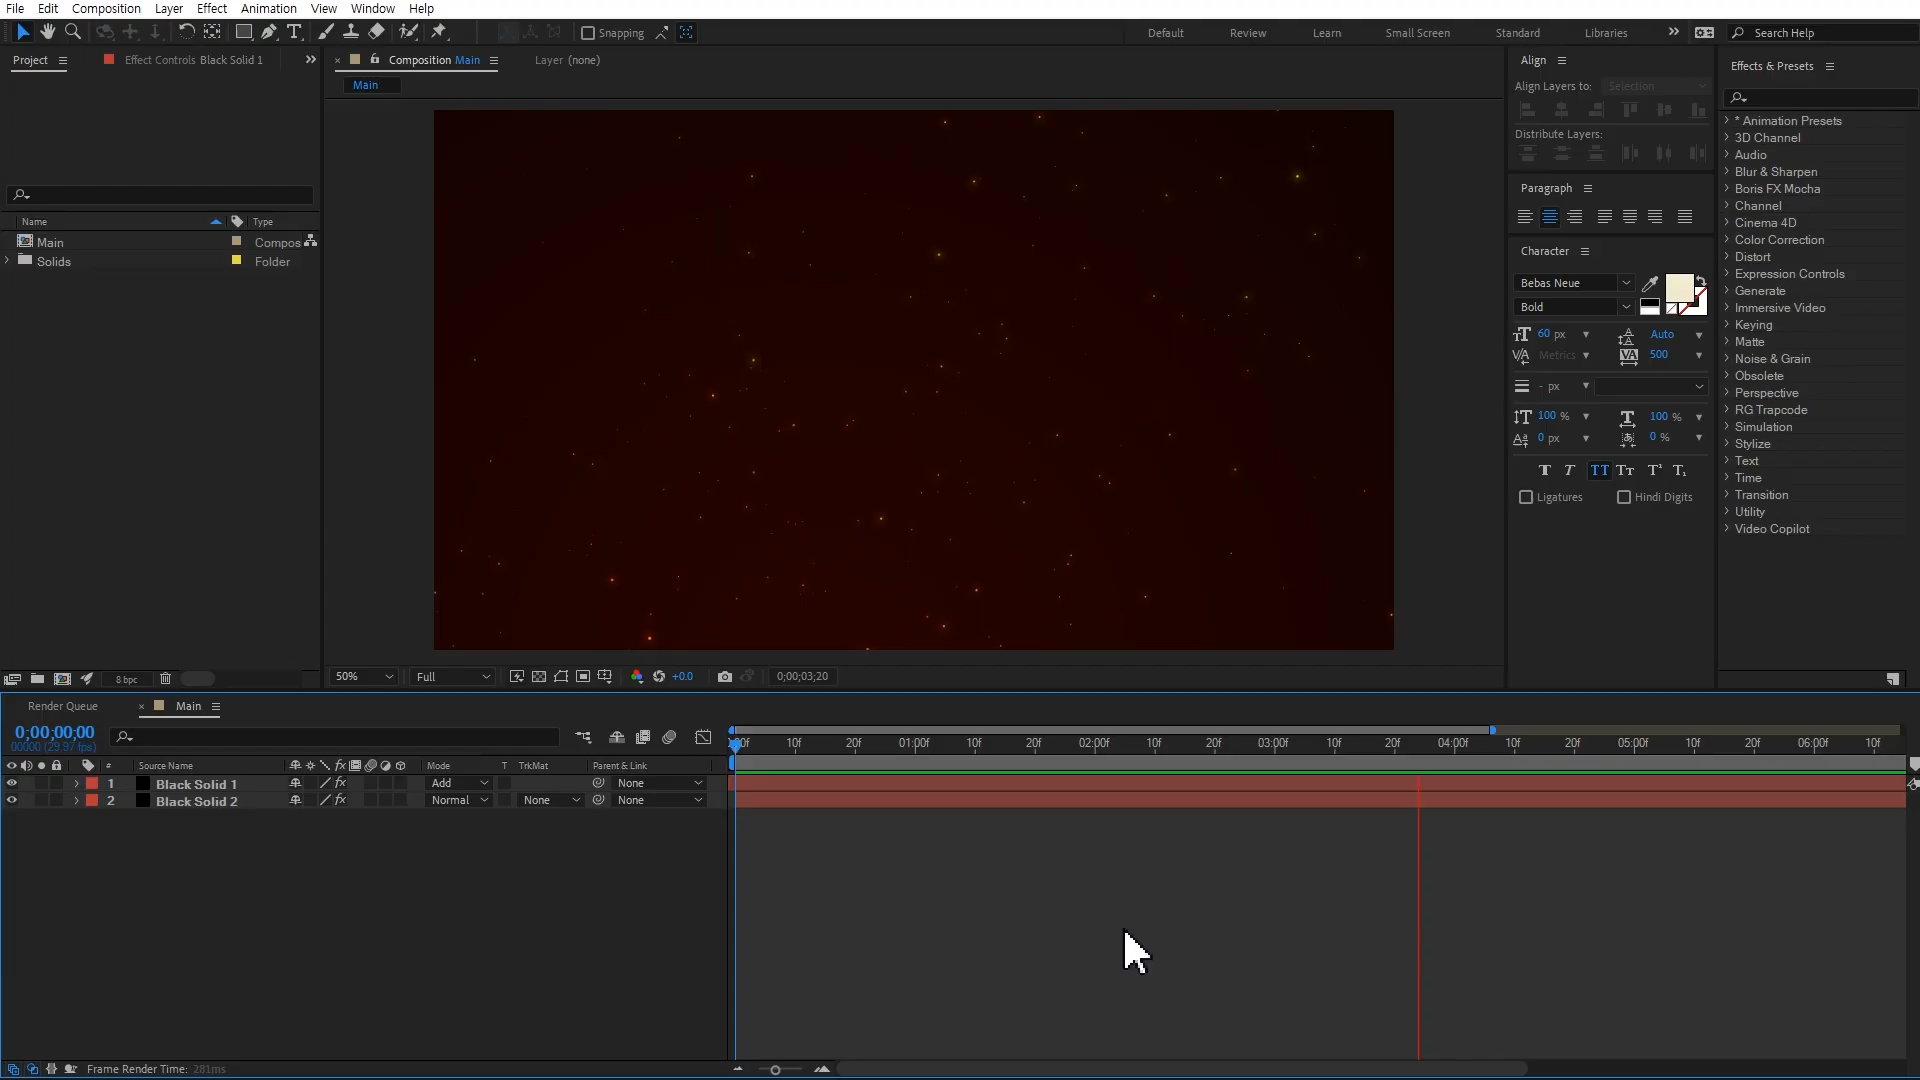 File Edit Composition Layer Effect Animation View Window Help
Snapping
Default Review Learn Small Screen Standard Libraries
Search Help
Project Effect Controls Black Solid 1
Composition Main Layer (none)
Main
Name Type
Main Compos
Solids Folder
8 bpc
50% Full +0.0 0;00;03;20
Align
Align Layers to: Selection
Distribute Layers:
Paragraph
Character
Bebas Neue
Bold
60 px Auto
Metrics 500
- px
100 % 100 %
0 px 0 %
Ligatures Hindi Digits
Effects & Presets
* Animation Presets
3D Channel
Audio
Blur & Sharpen
Boris FX Mocha
Channel
Cinema 4D
Color Correction
Distort
Expression Controls
Generate
Immersive Video
Keying
Matte
Noise & Grain
Obsolete
Perspective
RG Trapcode
Simulation
Stylize
Text
Time
Transition
Utility
Video Copilot
Render Queue Main
0;00;00;00
00000 (29.97 fps)
10f 20f 01:00f 10f 20f 02:00f 10f 20f 03:00f 10f 20f 04:00f 10f 20f 05:00f 10f 20f 06:00f 10f
# Source Name Mode T TrkMat Parent & Link
1 Black Solid 1 Add None
2 Black Solid 2 Normal None None
Frame Render Time: 281ms